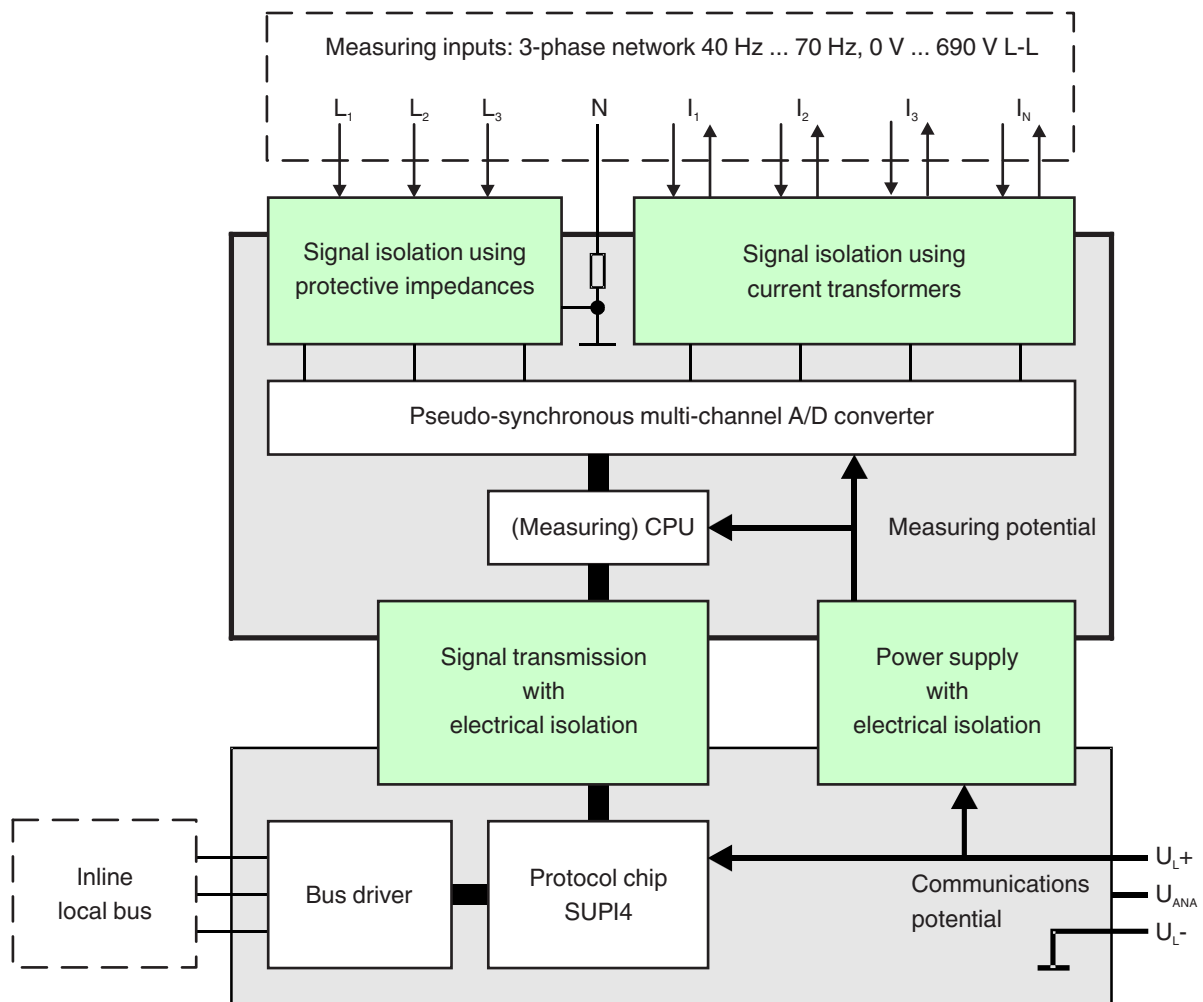 Measuring inputs: 3-phase network 40 Hz ... 70 Hz, 0 V ... 690 V L-L
L1 L2 L3 N I1 I2 I3 IN
Signal isolation using
protective impedances
Signal isolation using
current transformers
Pseudo-synchronous multi-channel A/D converter
(Measuring) CPU
Measuring potential
Signal transmission
with
electrical isolation
Power supply
with
electrical isolation
Inline
local bus
Bus driver
Protocol chip
SUPI4
Communications
potential
UL+
UANA
UL-